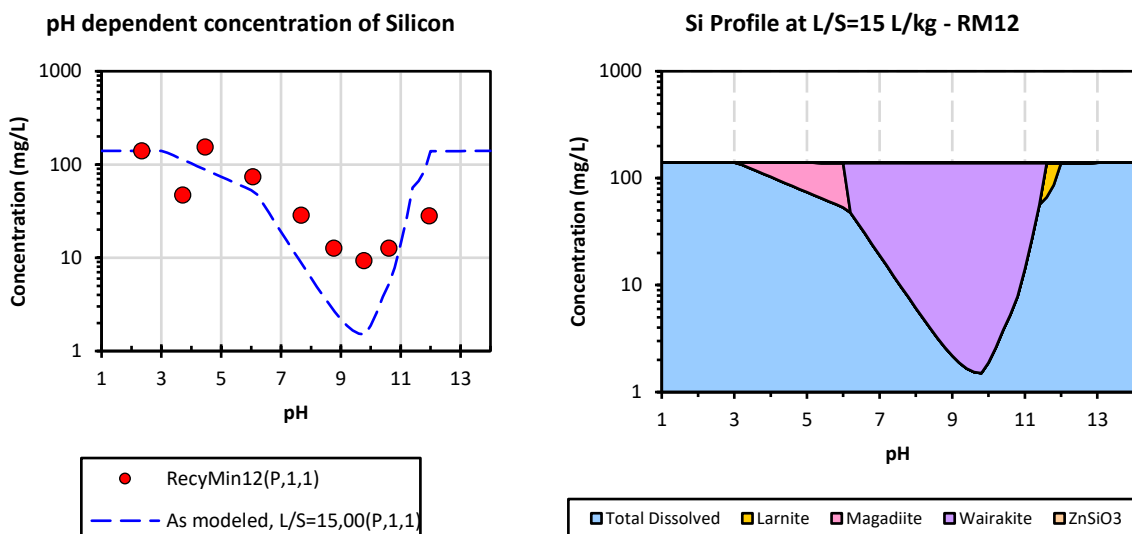 pH dependent concentration of Silicon
Concentration (mg/L)
1000
100
10
1
1 3 5 7 9 11 13
pH
RecyMin12(P,1,1)
As modeled, L/S=15,00(P,1,1)
Si Profile at L/S=15 L/kg - RM12
Concentration (mg/L)
1000
100
10
1
1 3 5 7 9 11 13
pH
Total Dissolved Larnite Magadiite Wairakite ZnSiO3